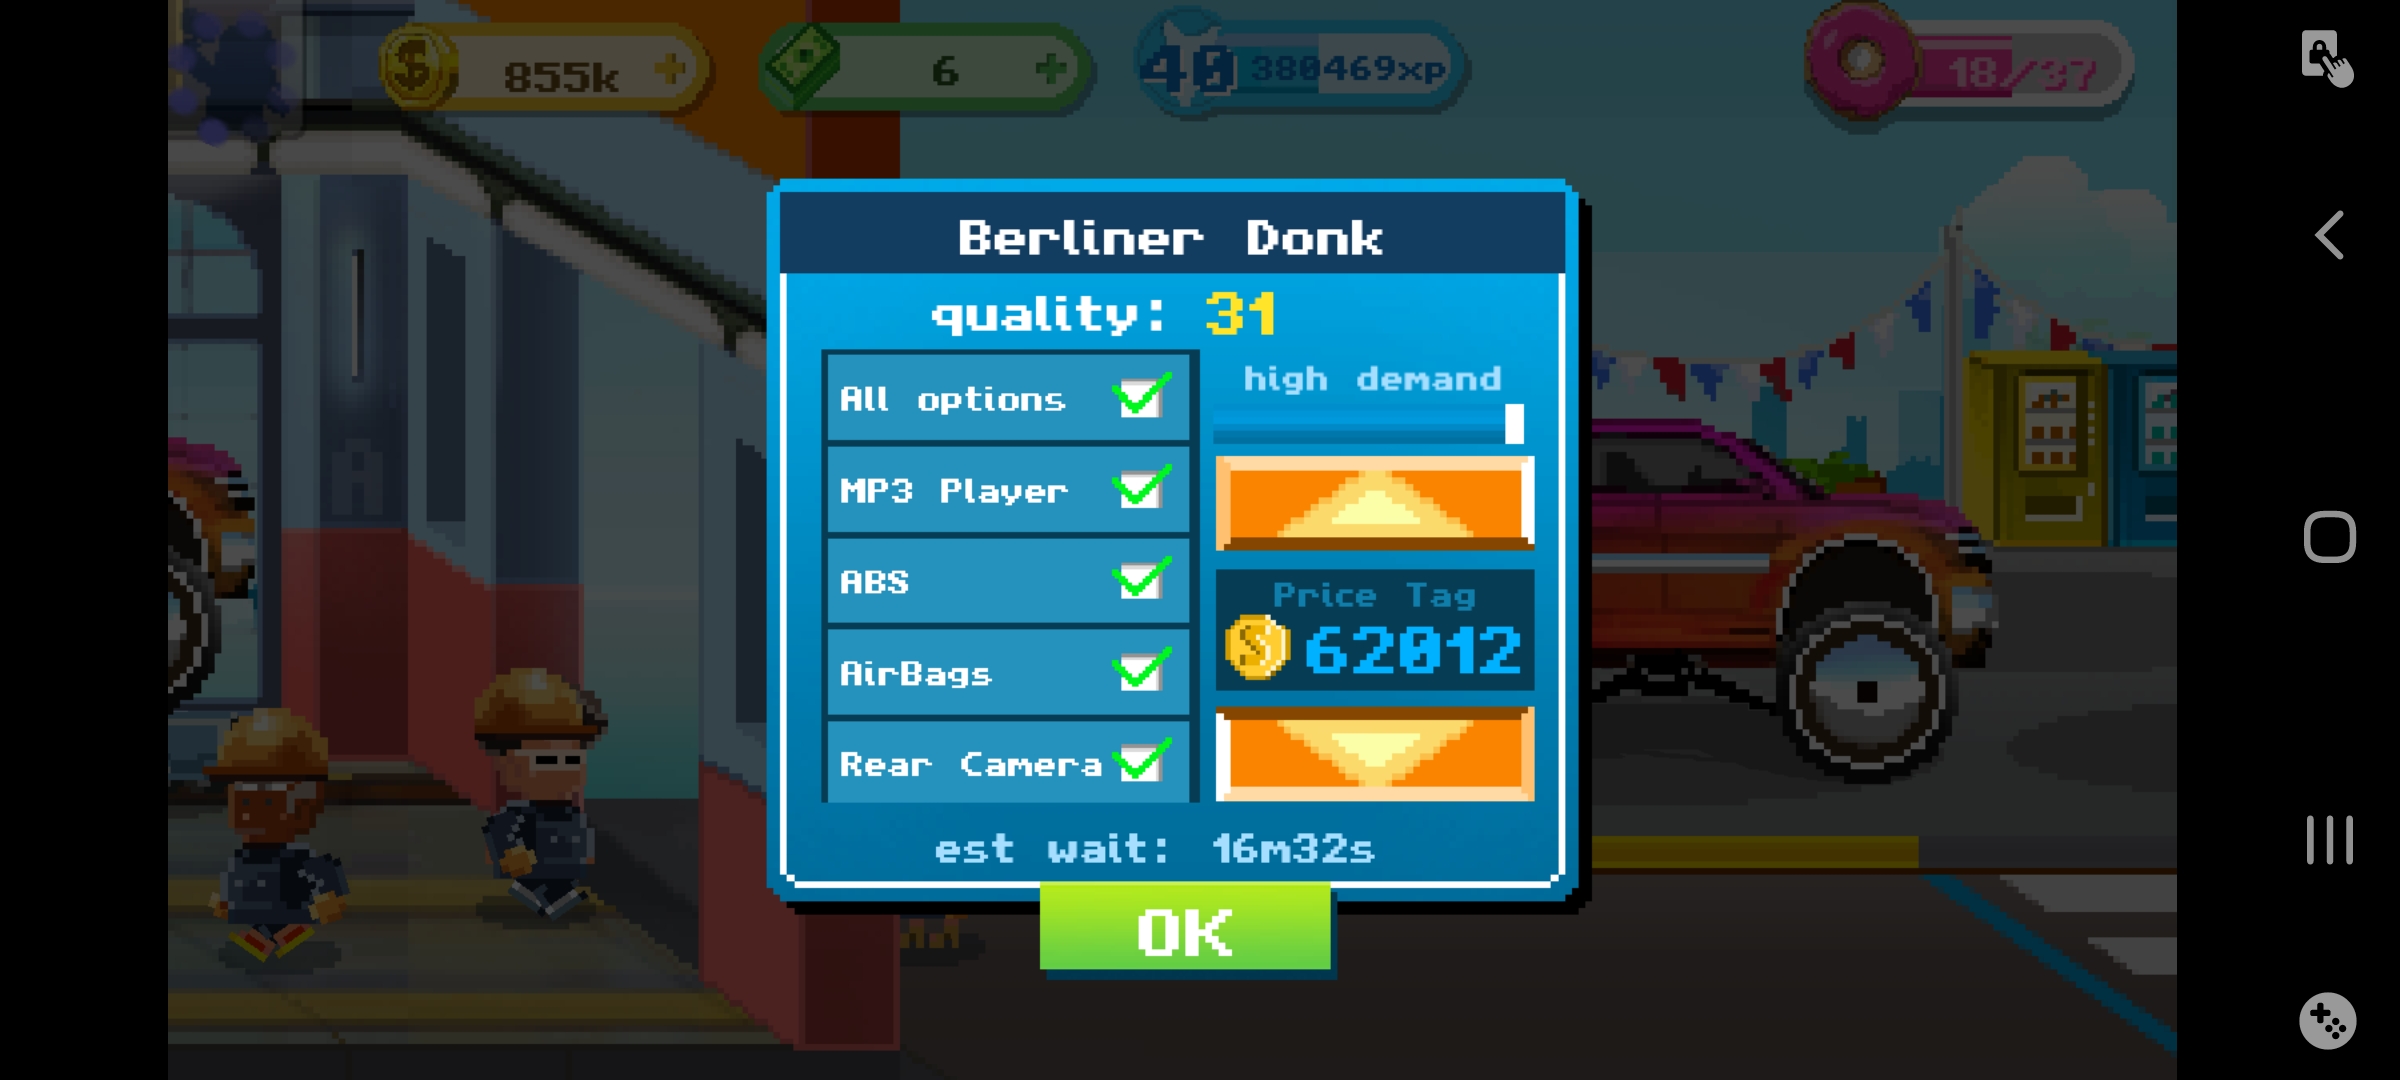 855k
6
40 380469xp
18/37
Berliner Donk
quality: 31
All options
MP3 Player
ABS
AirBags
Rear Camera
high demand
Price Tag
62012
est wait: 16m32s
OK
A